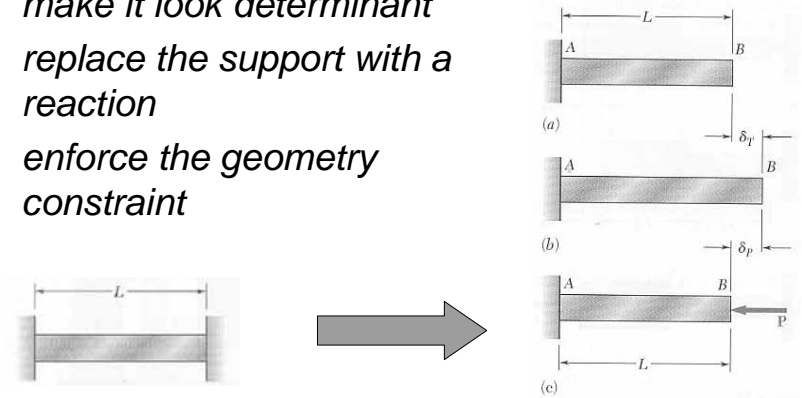 make it look determinant
replace the support with a
reaction
enforce the geometry
constraint
L
L
A
B
(a)
δT
A
B
(b)
δP
A
B
P
L
(c)